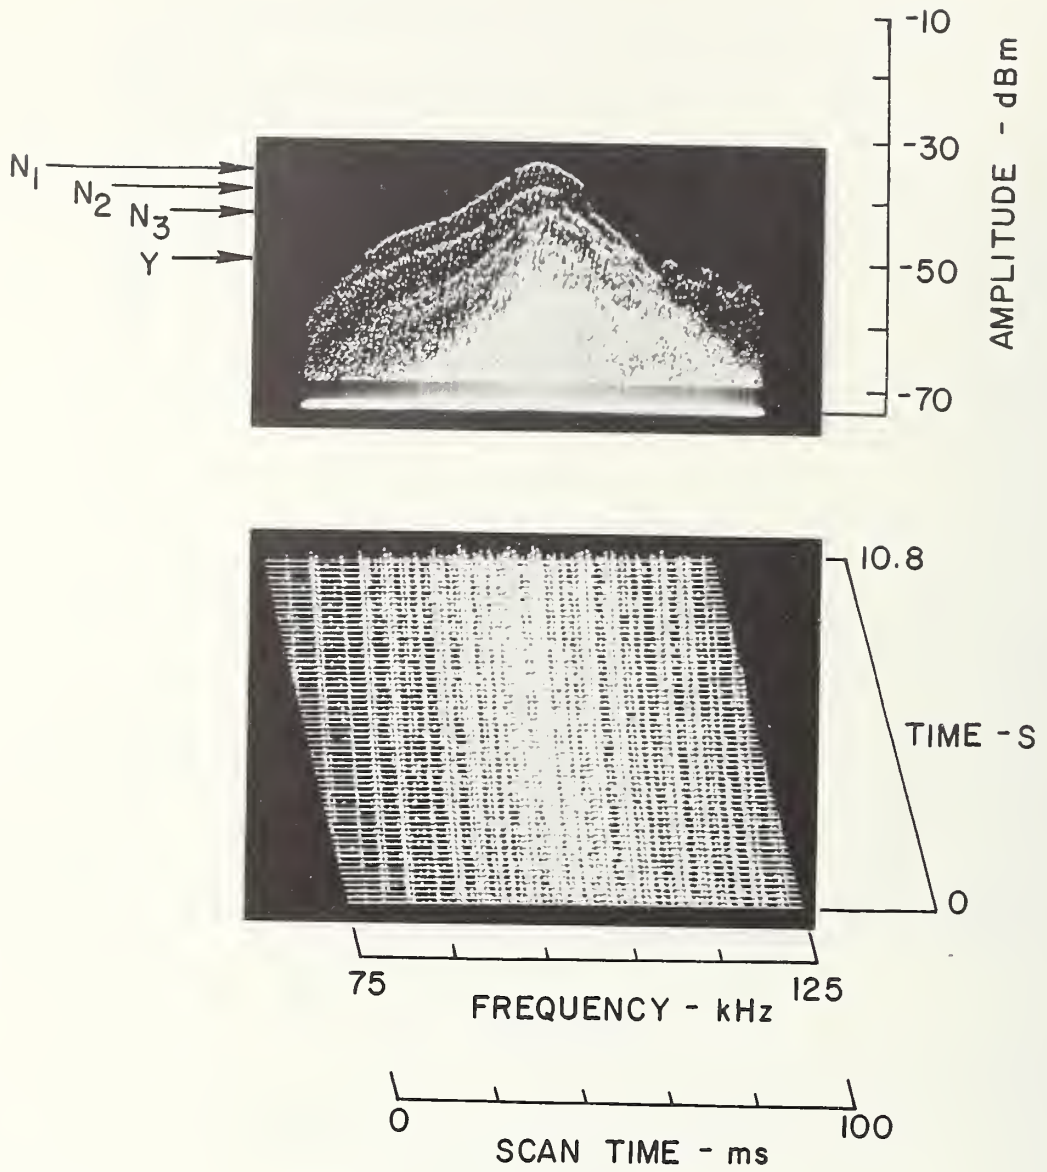 -10
-30
-50
-70
AMPLITUDE - dBm
N1
N2
N3
Y
10.8
TIME - S
0
75
125
FREQUENCY - kHz
0
100
SCAN TIME - ms